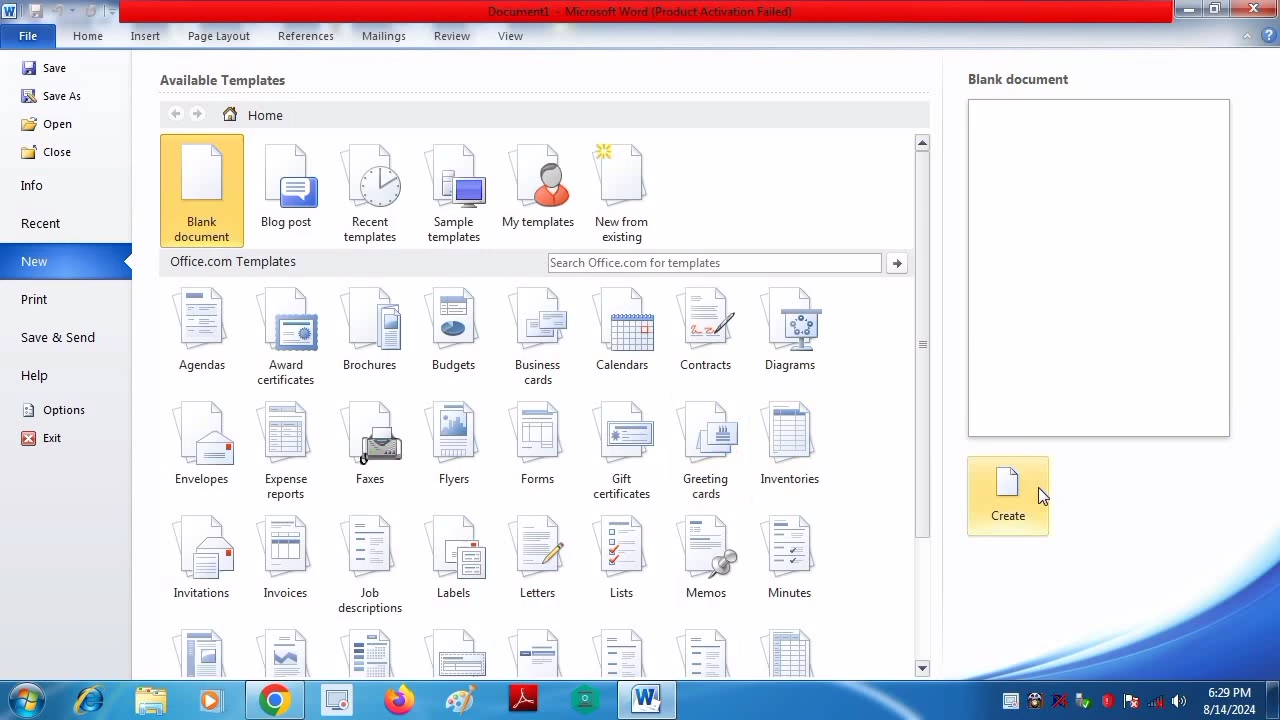 Document1 - Microsoft Word (Product Activation Failed)
File Home Insert Page Layout References Mailings Review View
Save
Save As
Open
Close
Info
Recent
New
Print
Save & Send
Help
Options
Exit
Available Templates
Home
Blank document
Blog post
Recent templates
Sample templates
My templates
New from existing
Office.com Templates
Search Office.com for templates
Agendas
Award certificates
Brochures
Budgets
Business cards
Calendars
Contracts
Diagrams
Envelopes
Expense reports
Faxes
Flyers
Forms
Gift certificates
Greeting cards
Inventories
Invitations
Invoices
Job descriptions
Labels
Letters
Lists
Memos
Minutes
Blank document
Create
6:29 PM
8/14/2024